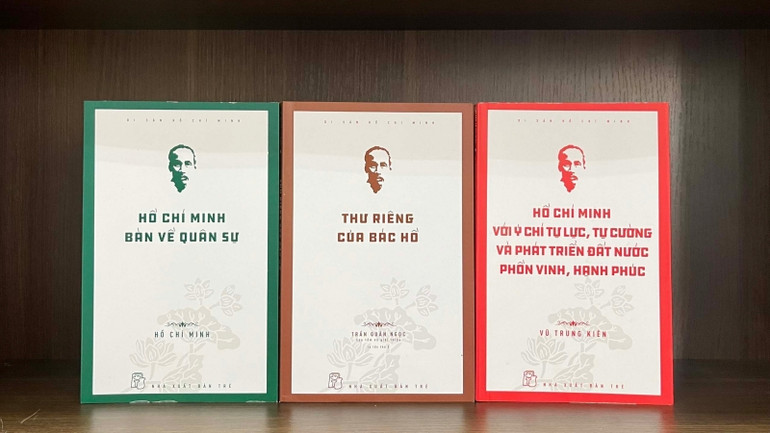 DI SẢN HỒ CHÍ MINH
HỒ CHÍ MINH
BÀN VỀ QUÂN SỰ
HỒ CHÍ MINH
NHÀ XUẤT BẢN TRẺ
DI SẢN HỒ CHÍ MINH
THƯ RIÊNG
CỦA BÁC HỒ
TRẦN QUÂN NGỌC
NHÀ XUẤT BẢN TRẺ
DI SẢN HỒ CHÍ MINH
HỒ CHÍ MINH
VỚI Ý CHÍ TỰ LỰC, TỰ CƯỜNG
VÀ PHÁT TRIỂN ĐẤT NƯỚC
PHỒN VINH, HẠNH PHÚC
VŨ TRUNG KIÊN
NHÀ XUẤT BẢN TRẺ